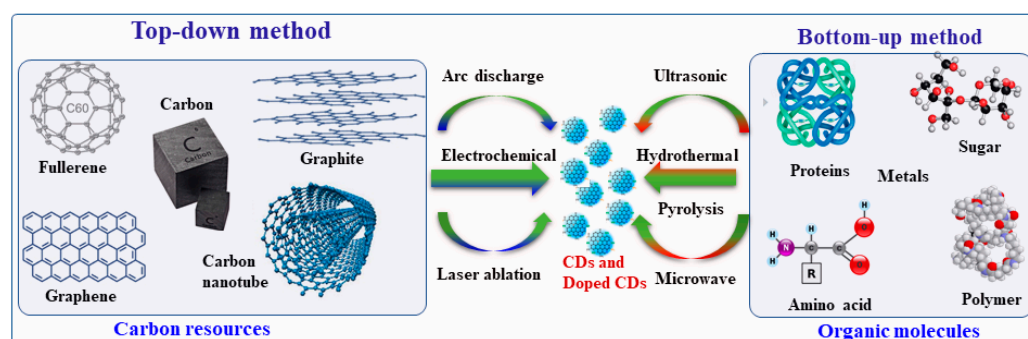 Top-down method
Bottom-up method
C60
Fullerene
Carbon
C
Carbon
C
Graphite
Graphene
Carbon
nanotube
Carbon resources
Arc discharge
Electrochemical
Laser ablation
Ultrasonic
Hydrothermal
Pyrolysis
Microwave
CDs and
Doped CDs
Proteins
Sugar
Metals
H
H
N
H
H
C
C
O
O
R
Amino acid
Polymer
Organic molecules